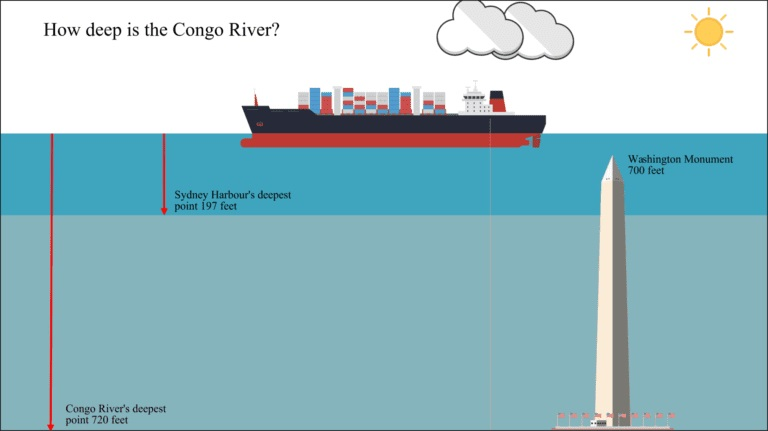 How deep is the Congo River?
Washington Monument
700 feet
Sydney Harbour's deepest
point 197 feet
Congo River's deepest
point 720 feet